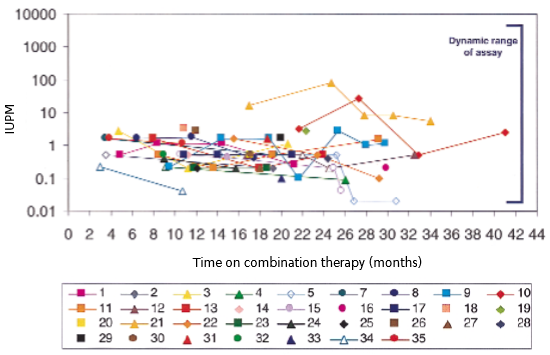 10000
1000
100
10
1
0.1
0.01
IUPM
Dynamic range
of assay
0 2 4 6 8 10 12 14 16 18 20 22 24 26 28 30 32 34 36 38 40 42 44
Time on combination therapy (months)
1 2 3 4 5 7 8 9 10
11 12 13 14 15 16 17 18 19
20 21 22 23 24 25 26 27 28
29 30 31 32 33 34 35